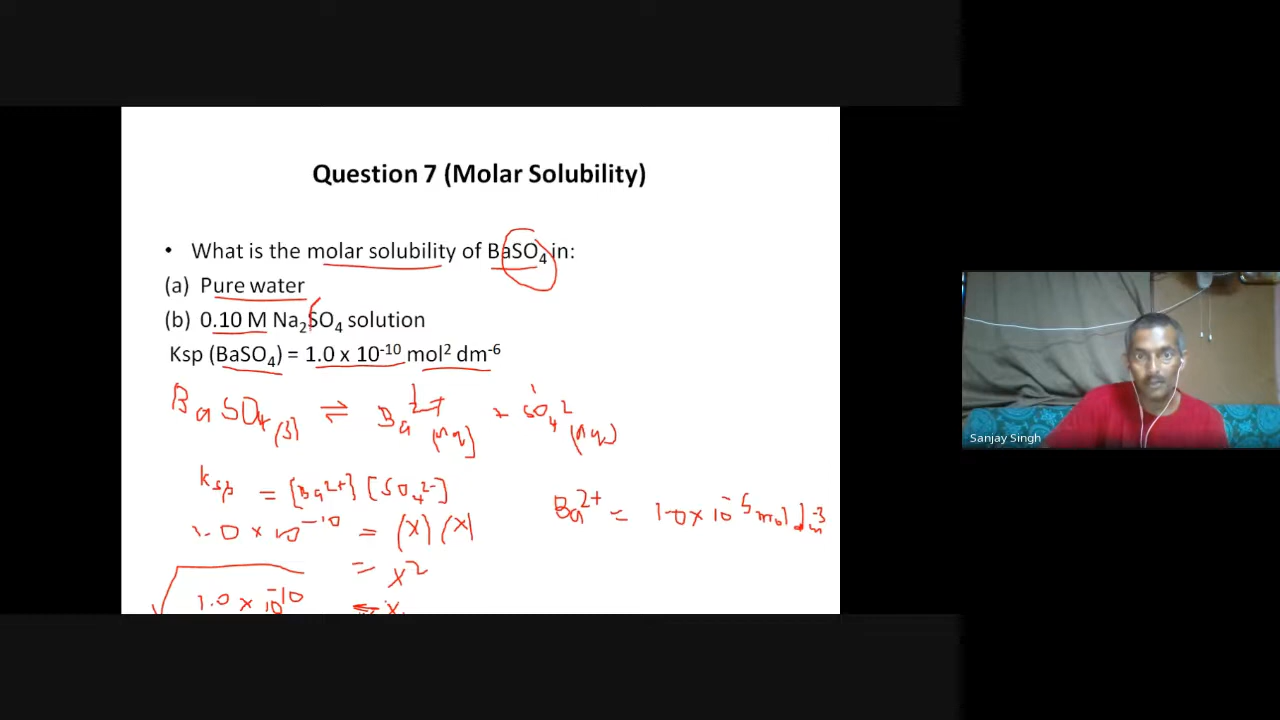 Question 7 (Molar Solubility)
• What is the molar solubility of BaSO₄ in:
(a) Pure water
(b) 0.10 M Na₂SO₄ solution
Ksp (BaSO₄) = 1.0 x 10⁻¹⁰ mol² dm⁻⁶
BaSO₄(s) ⇌ Ba²⁺(aq) + SO₄²(aq)
Ksp = [Ba²⁺][SO₄²⁻]
Ba²⁺ = 1.0 × 10⁻⁵ mol dm⁻³
1.0 × 10⁻¹⁰ = (x)(x)
= x²
√1.0 × 10⁻¹⁰ = x
Sanjay Singh